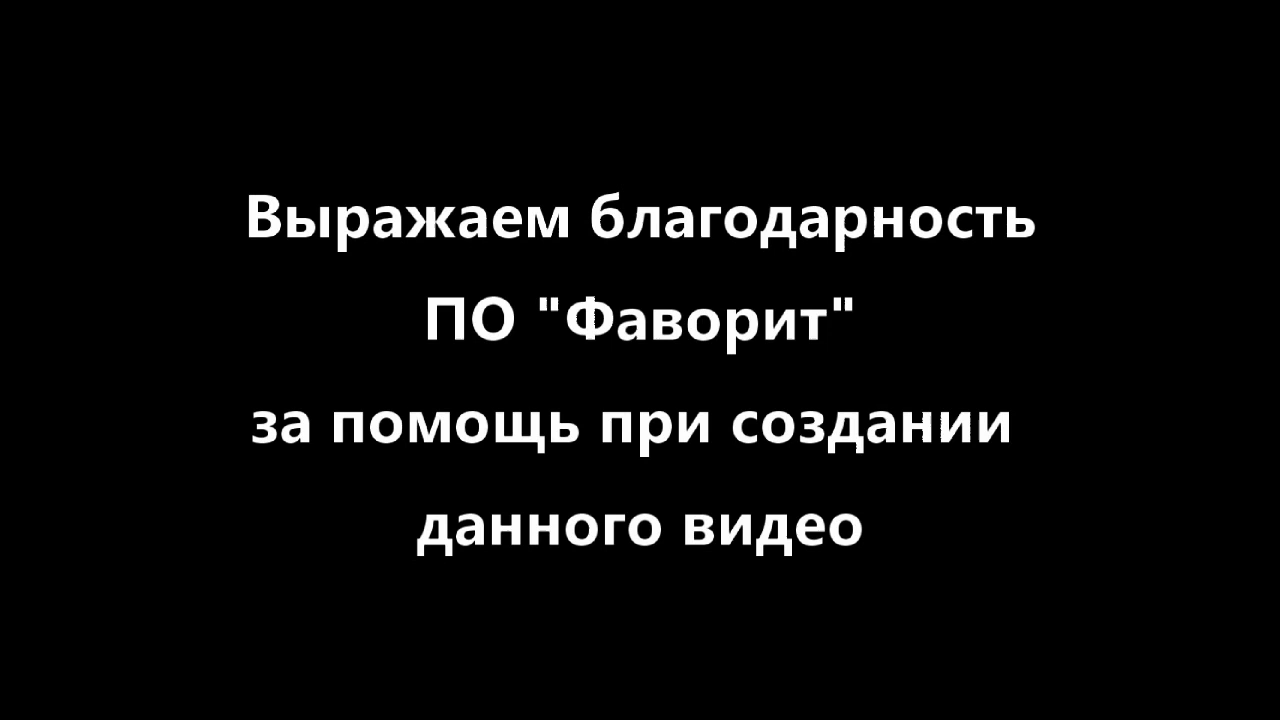 Выражаем благодарность
ПО "Фаворит"
за помощь при создании
данного видео